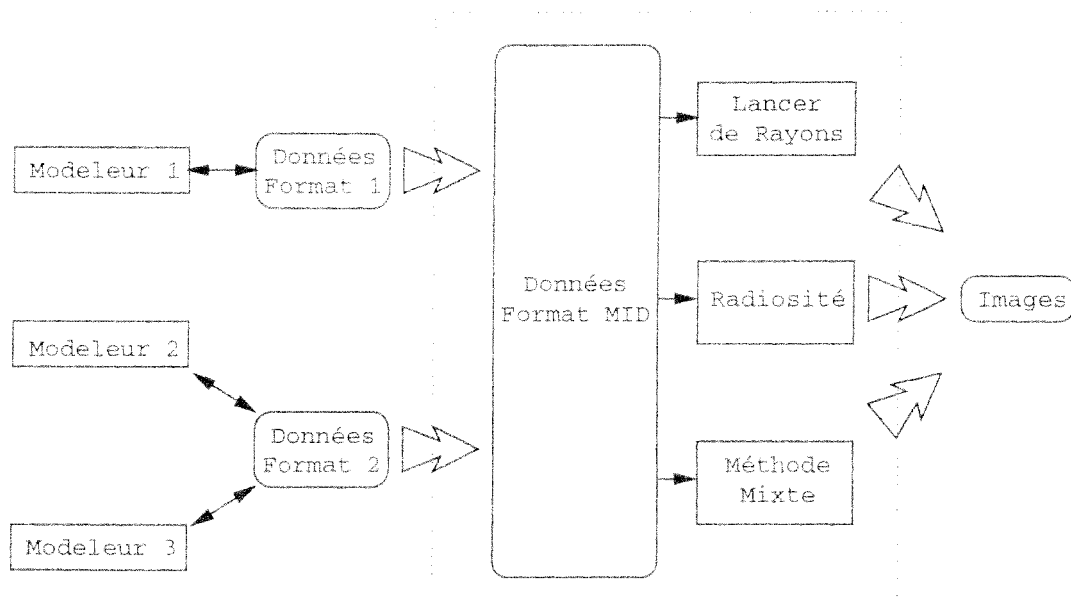 Modeleur 1
Données
Format 1
Modeleur 2
Données
Format 2
Modeleur 3
Données
Format MID
Lancer
de Rayons
Radiosité
Méthode
Mixte
Images